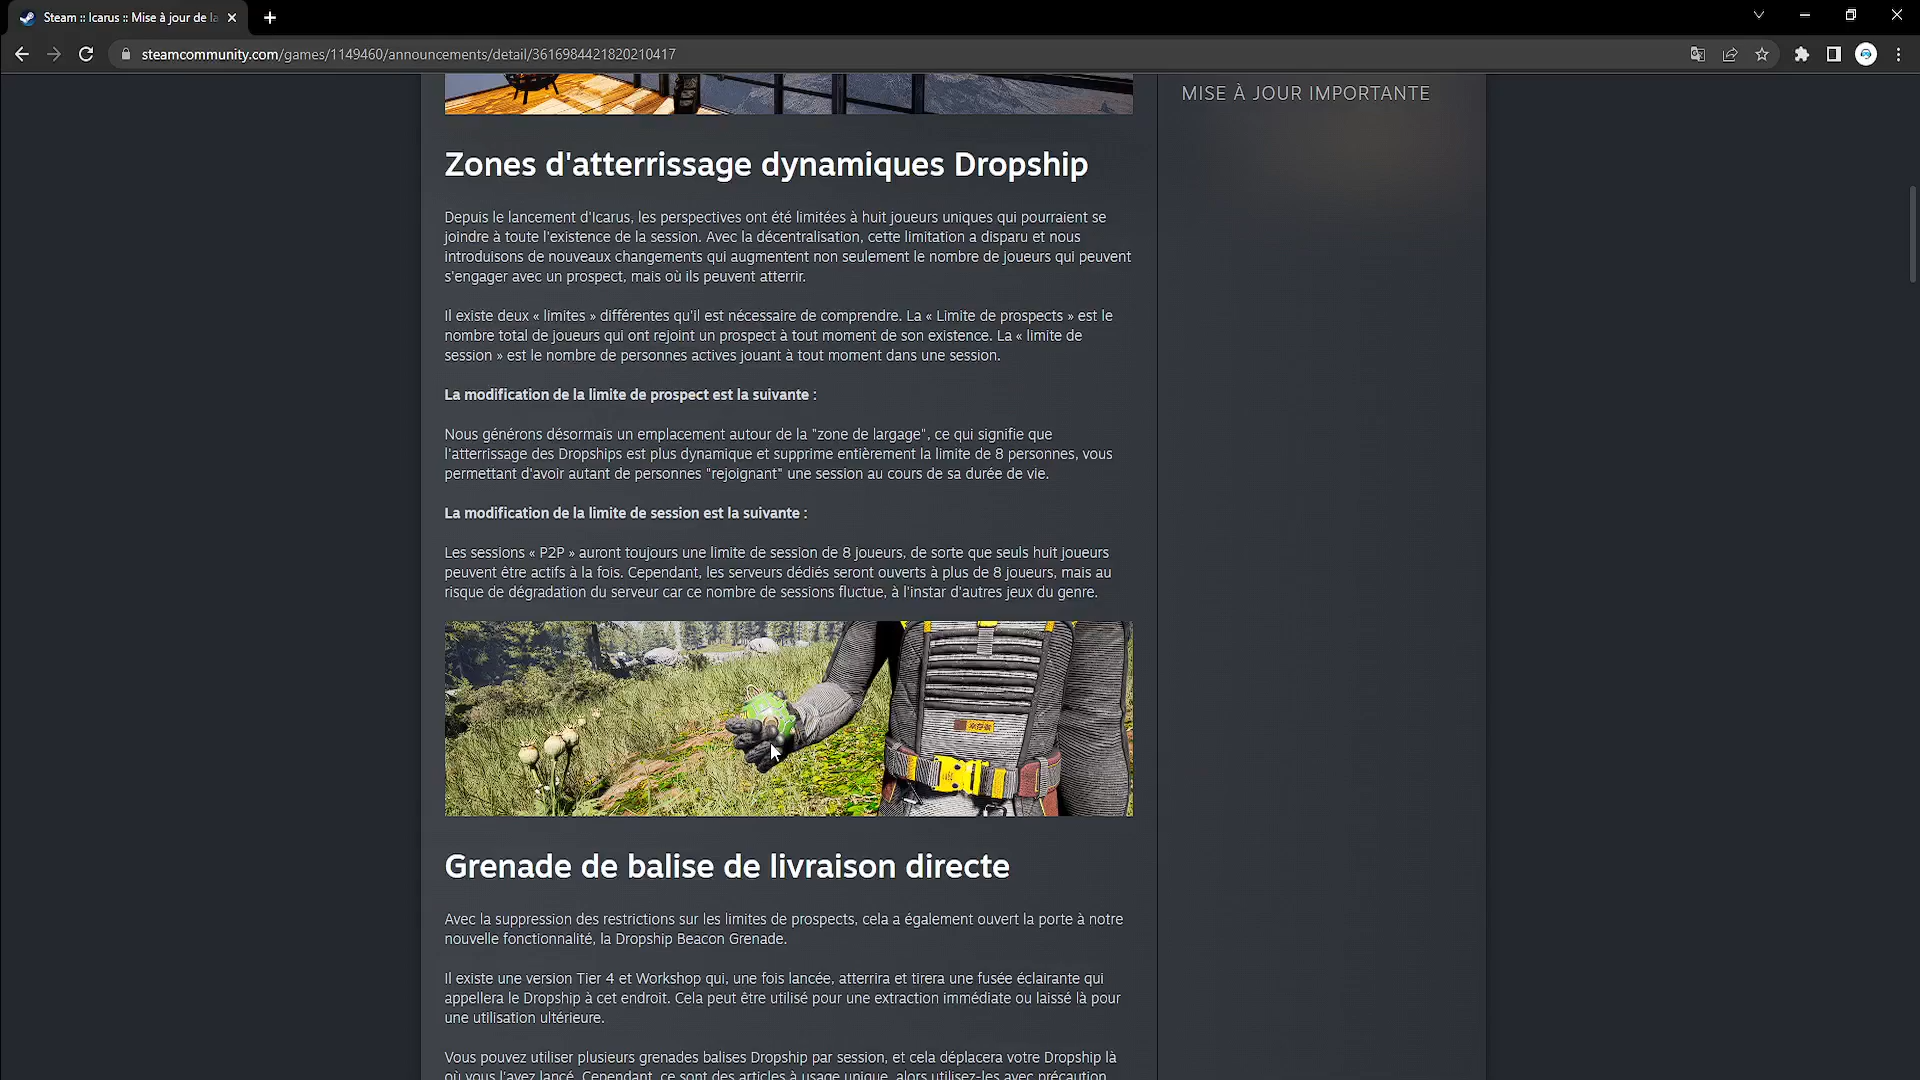 Steam :: Icarus :: Mise à jour de la
steamcommunity.com/games/1149460/announcements/detail/3616984421820210417
MISE À JOUR IMPORTANTE
Zones d'atterrissage dynamiques Dropship
Depuis le lancement d'Icarus, les perspectives ont été limitées à huit joueurs uniques qui pourraient se
joindre à toute l'existence de la session. Avec la décentralisation, cette limitation a disparu et nous
introduisons de nouveaux changements qui augmentent non seulement le nombre de joueurs qui peuvent
s'engager avec un prospect, mais où ils peuvent atterrir.
Il existe deux « limites » différentes qu'il est nécessaire de comprendre. La « Limite de prospects » est le
nombre total de joueurs qui ont rejoint un prospect à tout moment de son existence. La « limite de
session » est le nombre de personnes actives jouant à tout moment dans une session.
La modification de la limite de prospect est la suivante :
Nous générons désormais un emplacement autour de la "zone de largage", ce qui signifie que
l'atterrissage des Dropships est plus dynamique et supprime entièrement la limite de 8 personnes, vous
permettant d'avoir autant de personnes "rejoignant" une session au cours de sa durée de vie.
La modification de la limite de session est la suivante :
Les sessions « P2P » auront toujours une limite de session de 8 joueurs, de sorte que seuls huit joueurs
peuvent être actifs à la fois. Cependant, les serveurs dédiés seront ouverts à plus de 8 joueurs, mais au
risque de dégradation du serveur car ce nombre de sessions fluctue, à l'instar d'autres jeux du genre.
Grenade de balise de livraison directe
Avec la suppression des restrictions sur les limites de prospects, cela a également ouvert la porte à notre
nouvelle fonctionnalité, la Dropship Beacon Grenade.
Il existe une version Tier 4 et Workshop qui, une fois lancée, atterrira et tirera une fusée éclairante qui
appellera le Dropship à cet endroit. Cela peut être utilisé pour une extraction immédiate ou laissé là pour
une utilisation ultérieure.
Vous pouvez utiliser plusieurs grenades balises Dropship par session, et cela déplacera votre Dropship là
où vous l'avez lancé. Cependant, ce sont des articles à usage unique, alors utilisez-les avec précaution